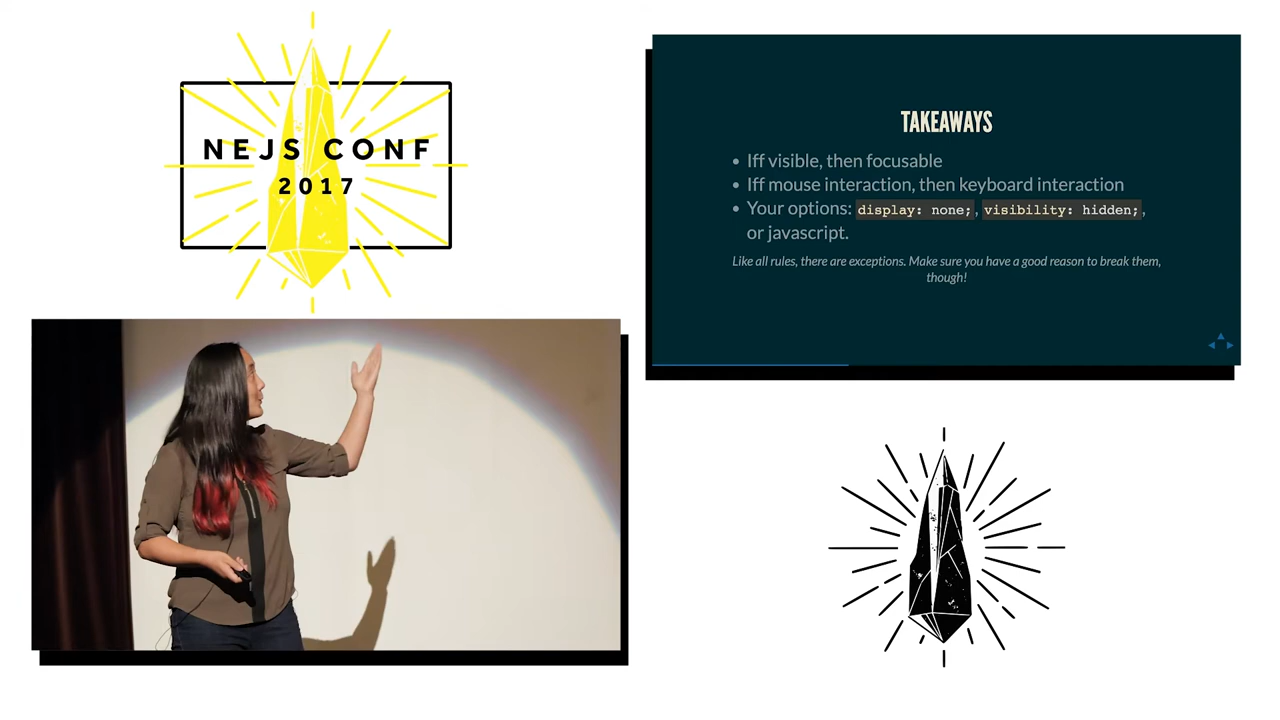 NEJS CONF
2017
TAKEAWAYS
• Iff visible, then focusable
• Iff mouse interaction, then keyboard interaction
• Your options: display: none;, visibility: hidden;,
or javascript.
Like all rules, there are exceptions. Make sure you have a good reason to break them,
though!